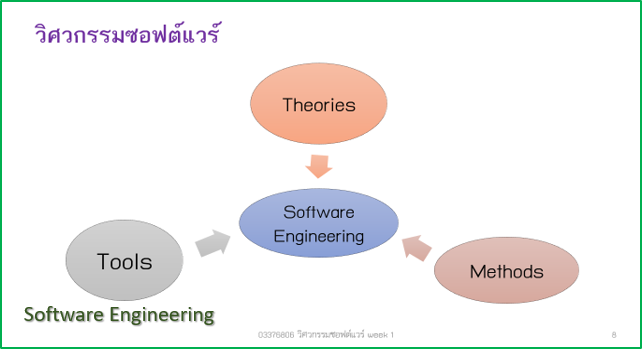 วิศวกรรมซอฟต์แวร์
Theories
Software
Engineering
Tools
Methods
Software Engineering
03376808 วิศวกรรมซอฟต์แวร์ week 1
8